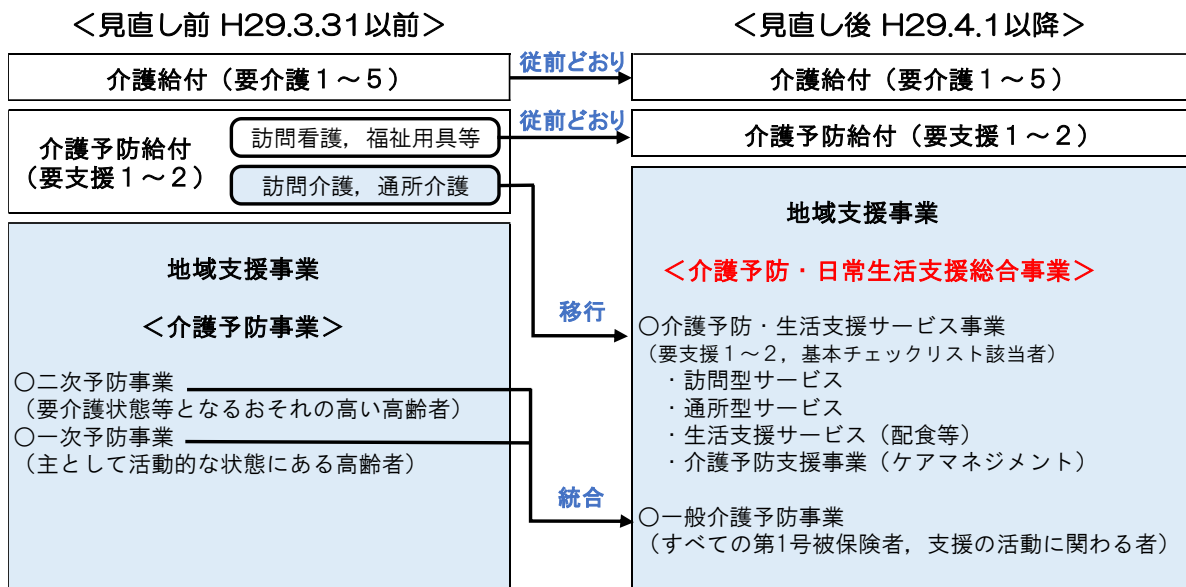 ＜見直し前 H29.3.31以前＞
介護給付（要介護１～５）
介護予防給付
（要支援１～２）
訪問看護，福祉用具等
訪問介護，通所介護
地域支援事業
＜介護予防事業＞
○二次予防事業
（要介護状態等となるおそれの高い高齢者）
○一次予防事業
（主として活動的な状態にある高齢者）
従前どおり
従前どおり
移行
統合
＜見直し後 H29.4.1以降＞
介護給付（要介護１～５）
介護予防給付（要支援１～２）
地域支援事業
＜介護予防・日常生活支援総合事業＞
○介護予防・生活支援サービス事業
（要支援１～２，基本チェックリスト該当者）
・訪問型サービス
・通所型サービス
・生活支援サービス（配食等）
・介護予防支援事業（ケアマネジメント）
○一般介護予防事業
（すべての第1号被保険者，支援の活動に関わる者）